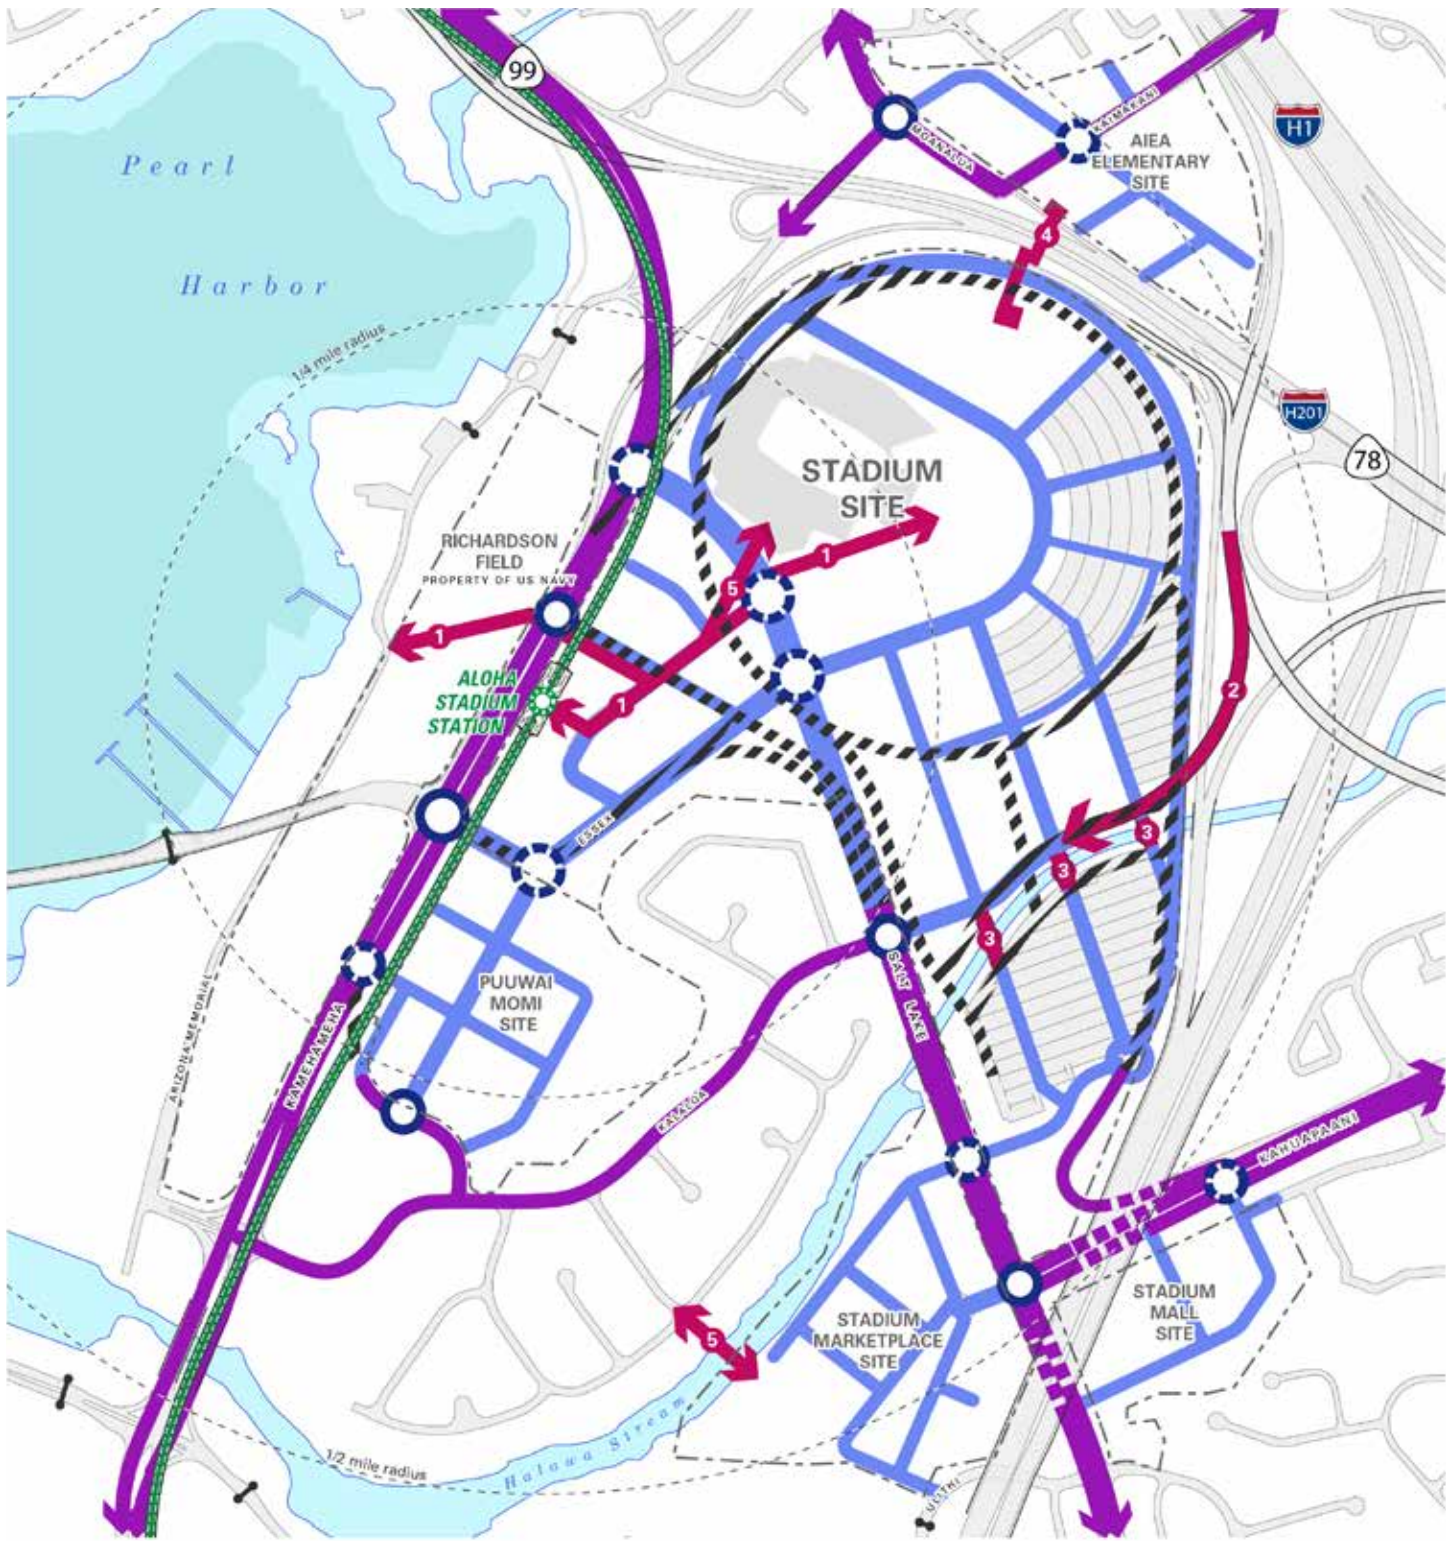 99
Pearl
Harbor
1/4 mile radius
MOANALUA
KAIMAKANI
AIEA
ELEMENTARY
SITE
H1
4
H201
78
STADIUM
SITE
RICHARDSON
FIELD
PROPERTY OF US NAVY
1
5
1
ALOHA
STADIUM
STATION
1
2
ESSEX
3
3
3
PUUWAI
MOMI
SITE
SALT LAKE
ARIZONA MEMORIAL
KAMEHAMEHA
KALALOA
KAHUAPAANI
STADIUM
MALL
SITE
STADIUM
MARKETPLACE
SITE
5
Halawa Stream
1/2 mile radius
ULITHI